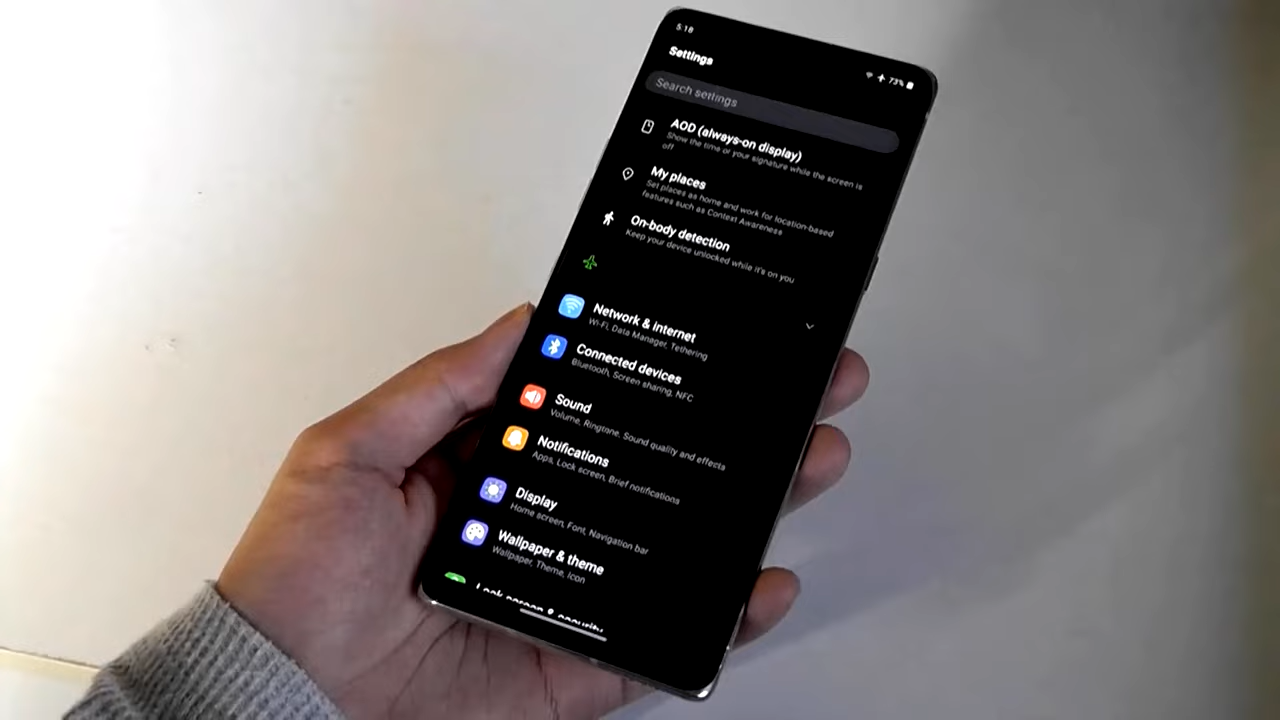 5:18
73%
Settings
Search settings
AOD (always-on display)
Show the time or your signature while the screen is
off
My places
Set places as home and work for location-based
features such as Context Awareness
On-body detection
Keep your device unlocked while it's on you
Network & internet
Wi-Fi, Data Manager, Tethering
Connected devices
Bluetooth, Screen sharing, NFC
Sound
Volume, Ringtone, Sound quality and effects
Notifications
Apps, Lock screen, Brief notifications
Display
Home screen, Font, Navigation bar
Wallpaper & theme
Wallpaper, Theme, Icon
Lock screen & security